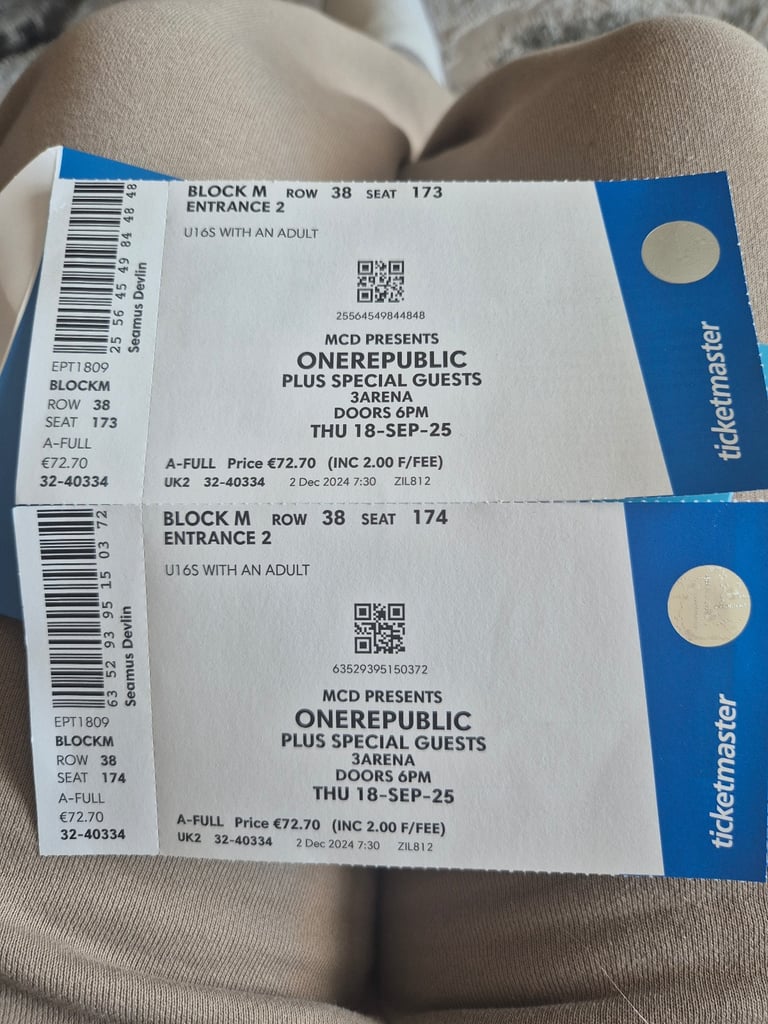 25 56 45 49 84 48 48
Seamus Devlin
EPT1809
BLOCKM
ROW 38
SEAT 173
A-FULL
€72.70
32-40334
BLOCK M ROW 38 SEAT 173
ENTRANCE 2
U16S WITH AN ADULT
25564549844848
MCD PRESENTS
ONEREPUBLIC
PLUS SPECIAL GUESTS
3ARENA
DOORS 6PM
THU 18-SEP-25
A-FULL Price €72.70 (INC 2.00 F/FEE)
UK2 32-40334 2 Dec 2024 7:30 ZIL812
ticketmaster
63 52 93 95 15 03 72
Seamus Devlin
EPT1809
BLOCKM
ROW 38
SEAT 174
A-FULL
€72.70
32-40334
BLOCK M ROW 38 SEAT 174
ENTRANCE 2
U16S WITH AN ADULT
63529395150372
MCD PRESENTS
ONEREPUBLIC
PLUS SPECIAL GUESTS
3ARENA
DOORS 6PM
THU 18-SEP-25
A-FULL Price €72.70 (INC 2.00 F/FEE)
UK2 32-40334 2 Dec 2024 7:30 ZIL812
ticketmaster